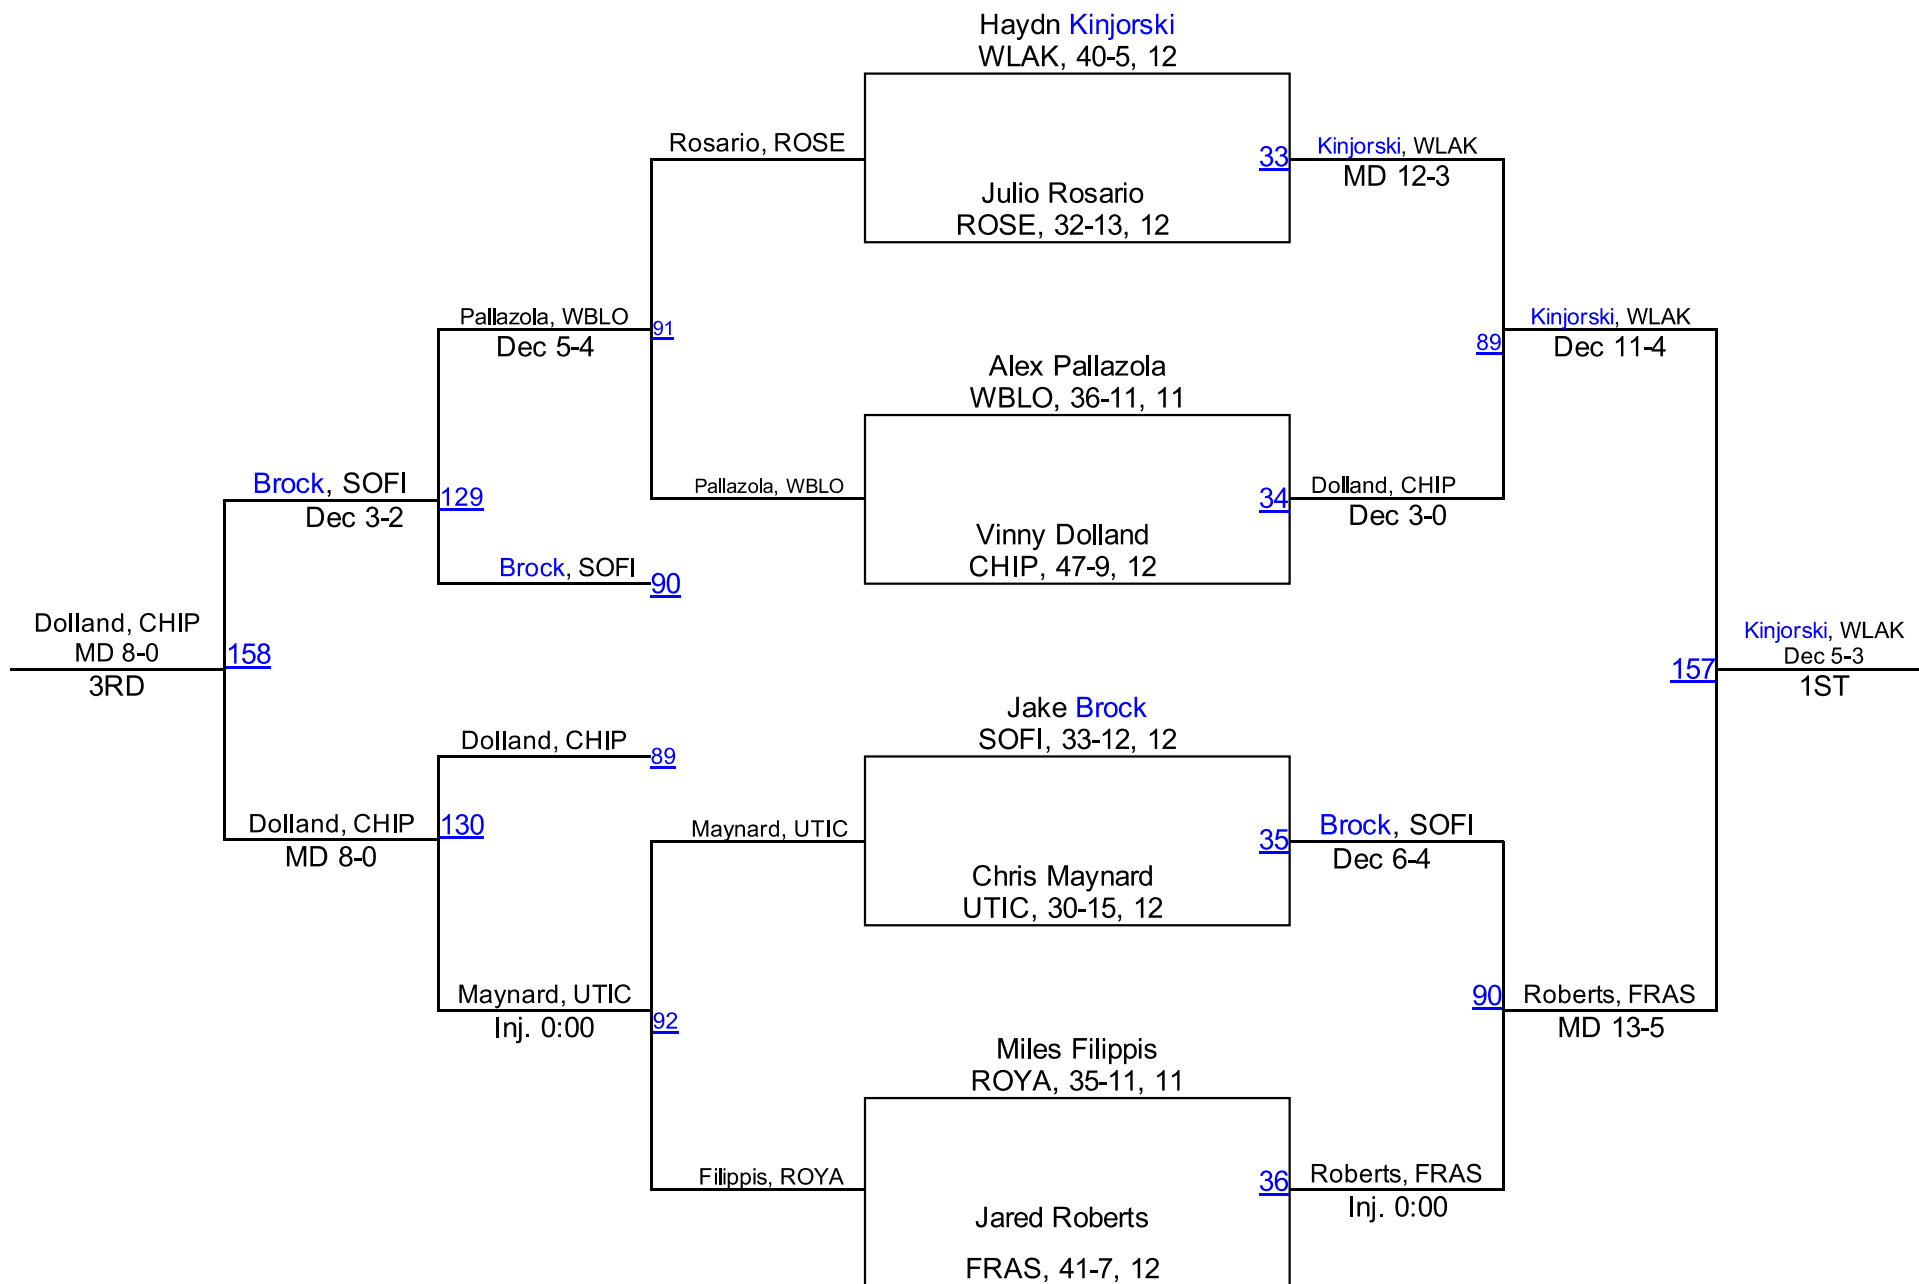 Haydn Kinjorski
WLAK, 40-5, 12
Rosario, ROSE
33
Kinjorski, WLAK
MD 12-3
Julio Rosario
ROSE, 32-13, 12
Pallazola, WBLO
Dec 5-4
91
89
Kinjorski, WLAK
Dec 11-4
Alex Pallazola
WBLO, 36-11, 11
Brock, SOFI
Dec 3-2
129
Pallazola, WBLO
34
Dolland, CHIP
Dec 3-0
Vinny Dolland
CHIP, 47-9, 12
Brock, SOFI
90
Dolland, CHIP
MD 8-0
3RD
158
157
Kinjorski, WLAK
Dec 5-3
1ST
Jake Brock
SOFI, 33-12, 12
Dolland, CHIP
89
Dolland, CHIP
MD 8-0
130
Maynard, UTIC
35
Brock, SOFI
Dec 6-4
Chris Maynard
UTIC, 30-15, 12
Maynard, UTIC
Inj. 0:00
92
90
Roberts, FRAS
MD 13-5
Miles Filippis
ROYA, 35-11, 11
Filippis, ROYA
36
Roberts, FRAS
Inj. 0:00
Jared Roberts
FRAS, 41-7, 12